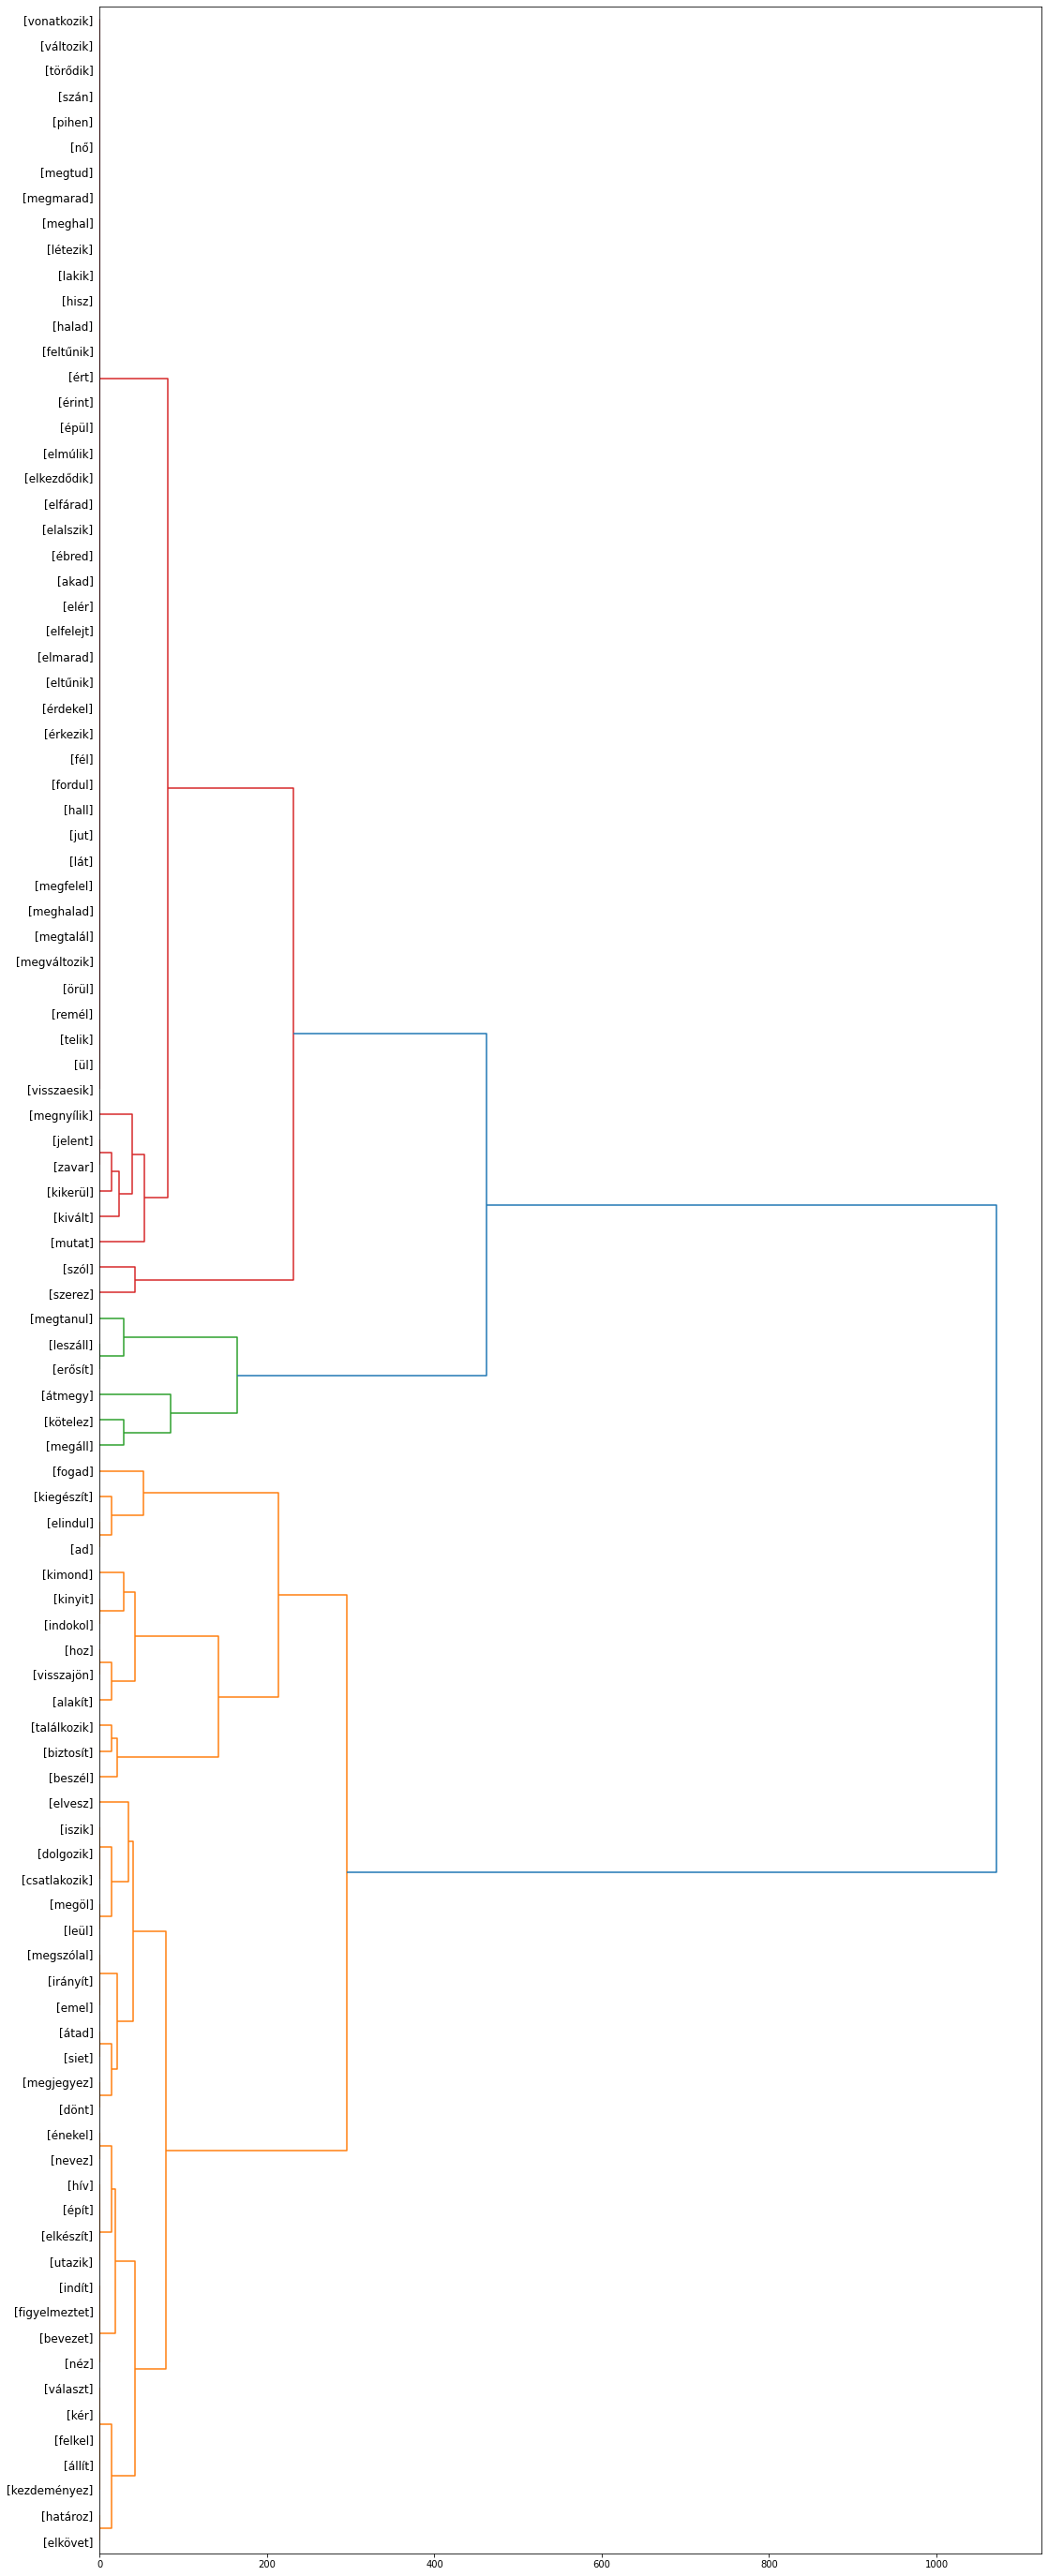 [vonatkozik]
[változik]
[törődik]
[szán]
[pihen]
[nő]
[megtud]
[megmarad]
[meghal]
[létezik]
[lakik]
[hisz]
[halad]
[feltűnik]
[ért]
[érint]
[épül]
[elmúlik]
[elkezdődik]
[elfárad]
[elalszik]
[ébred]
[akad]
[elér]
[elfelejt]
[elmarad]
[eltűnik]
[érdekel]
[érkezik]
[fél]
[fordul]
[hall]
[jut]
[lát]
[megfelel]
[meghalad]
[megtalál]
[megváltozik]
[örül]
[remél]
[telik]
[ül]
[visszaesik]
[megnyílik]
[jelent]
[zavar]
[kikerül]
[kivált]
[mutat]
[szól]
[szerez]
[megtanul]
[leszáll]
[erősít]
[átmegy]
[kötelez]
[megáll]
[fogad]
[kiegészít]
[elindul]
[ad]
[kimond]
[kinyit]
[indokol]
[hoz]
[visszajön]
[alakít]
[találkozik]
[biztosít]
[beszél]
[elvesz]
[iszik]
[dolgozik]
[csatlakozik]
[megöl]
[leül]
[megszólal]
[irányít]
[emel]
[átad]
[siet]
[megjegyez]
[dönt]
[énekel]
[nevez]
[hív]
[épít]
[elkészít]
[utazik]
[indít]
[figyelmeztet]
[bevezet]
[néz]
[választ]
[kér]
[felkel]
[állít]
[kezdeményez]
[határoz]
[elkövet]
0 200 400 600 800 1000